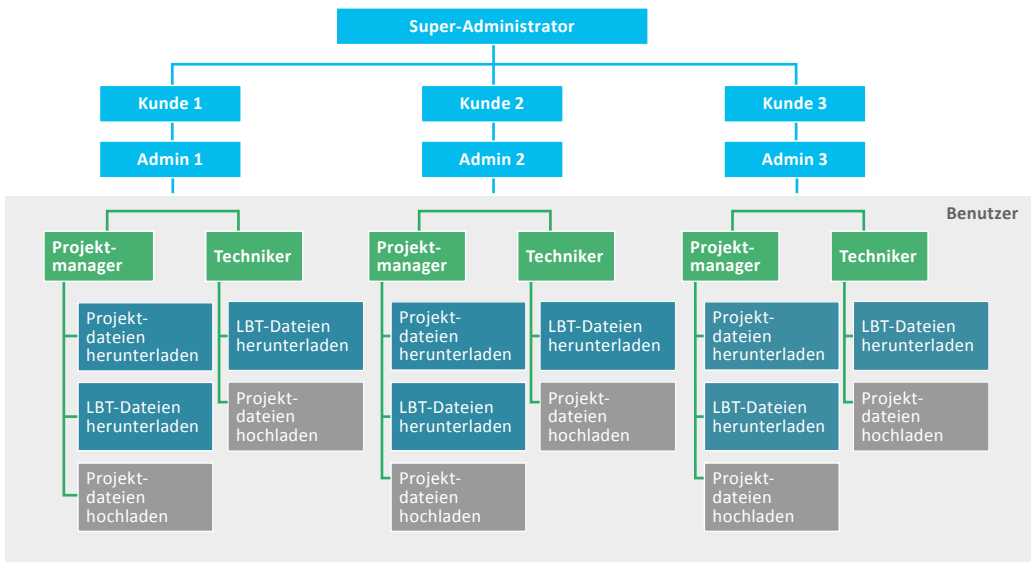 Super-Administrator
Kunde 1
Kunde 2
Kunde 3
Admin 1
Admin 2
Admin 3
Benutzer
Projekt-
manager
Techniker
Projekt-
manager
Techniker
Projekt-
manager
Techniker
Projekt-
dateien
herunterladen
LBT-Dateien
herunterladen
Projekt-
dateien
herunterladen
LBT-Dateien
herunterladen
Projekt-
dateien
herunterladen
LBT-Dateien
herunterladen
LBT-Dateien
herunterladen
Projekt-
dateien
hochladen
LBT-Dateien
herunterladen
Projekt-
dateien
hochladen
LBT-Dateien
herunterladen
Projekt-
dateien
hochladen
Projekt-
dateien
hochladen
Projekt-
dateien
hochladen
Projekt-
dateien
hochladen